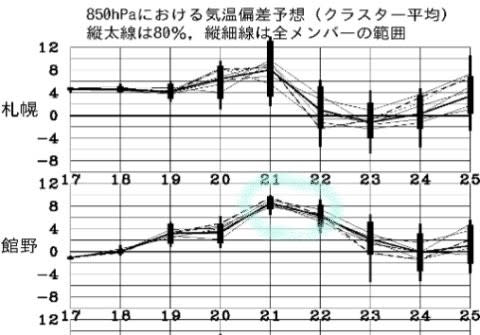 850hPaにおける気温偏差予想(クラスター平均)
縦太線は80%，縦細線は全メンバーの範囲
12
8
4
札幌
0
-4
-8
17 18 19 20 21 22 23 24 25
12
8
4
館野
0
-4
-8
12 17 18 19 20 21 22 23 24 25